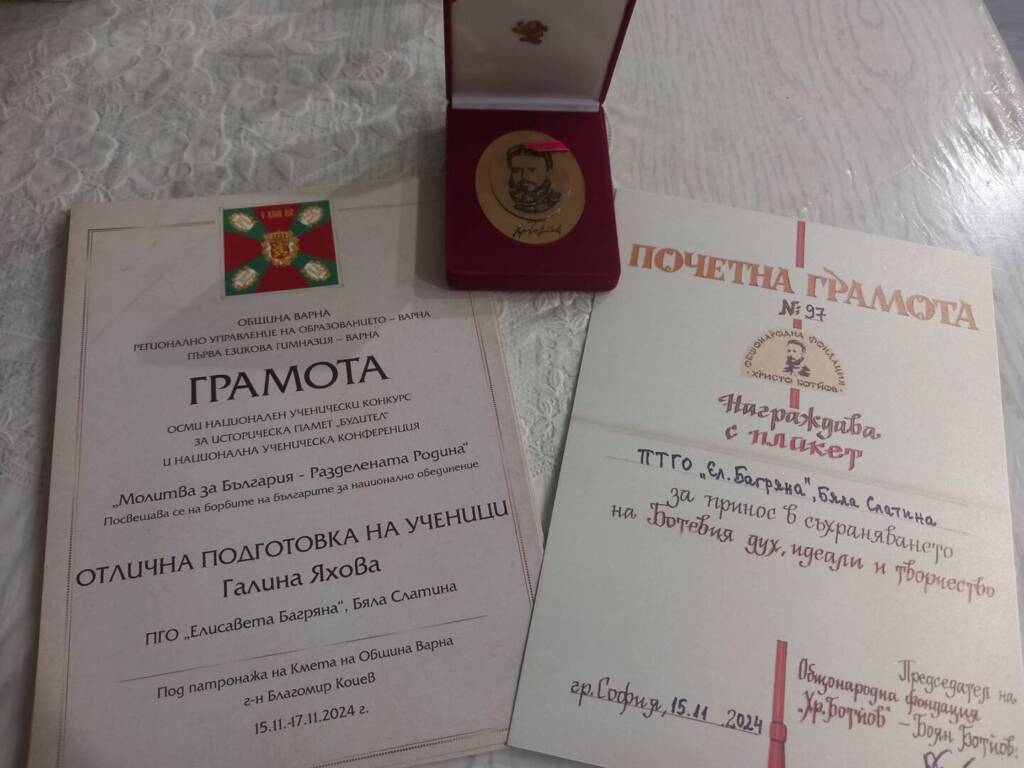 ОБЩИНА ВАРНА
РЕГИОНАЛНО УПРАВЛЕНИЕ НА ОБРАЗОВАНИЕТО – ВАРНА
ПЪРВА ЕЗИКОВА ГИМНАЗИЯ – ВАРНА
ГРАМОТА
ОСМИ НАЦИОНАЛЕН УЧЕНИЧЕСКИ КОНКУРС
ЗА ИСТОРИЧЕСКА ПАМЕТ „БУДИТЕЛ“
И НАЦИОНАЛНА УЧЕНИЧЕСКА КОНФЕРЕНЦИЯ
„Молитва за България - Разделената Родина“
Посвещава се на борбите на българите за национално обединение
ОТЛИЧНА ПОДГОТОВКА НА УЧЕНИЦИ
Галина Яхова
ПГО „Елисавета Багряна“, Бяла Слатина
Под патронажа на Кмета на Община Варна
г-н Благомир Коцев
15.11.-17.11.2024 г.
ПОЧЕТНА ГРАМОТА
№ 97
ОБЩОНАРОДНА ФОНДАЦИЯ
ХРИСТО БОТЙОВ
Награждава
с плакет
ПТГО „Ел. Багряна“, Бяла Слатина
за принос в съхраняването
на Ботевия дух, идеали и творчество
гр. София, 15.11 2024
Председател на
Общонародна фондация
„Хр. Ботйов“ – Боян Ботйов: